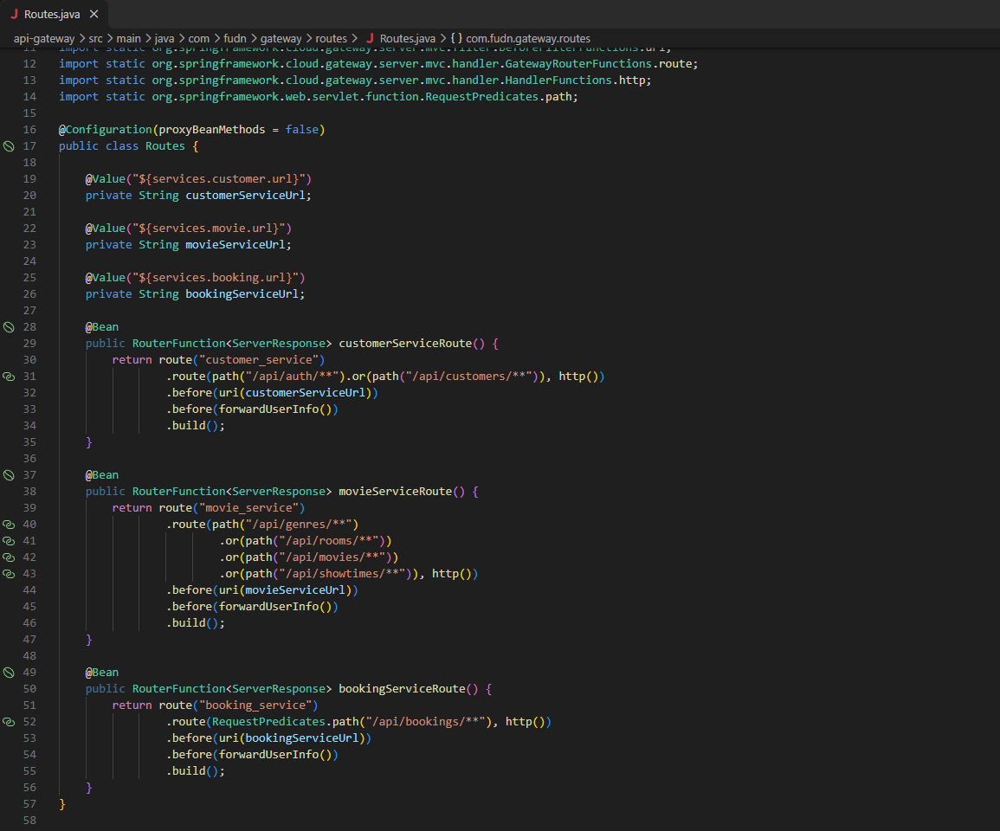 Routes.java
api-gateway > src > main > java > com > fudn > gateway > routes > Routes.java > {} com.fudn.gateway.routes
11 import static org.springframework.cloud.gateway.server.mvc.filter.BeforeFilterFunctions.uri;
12 import static org.springframework.cloud.gateway.server.mvc.handler.GatewayRouterFunctions.route;
13 import static org.springframework.cloud.gateway.server.mvc.handler.HandlerFunctions.http;
14 import static org.springframework.web.servlet.function.RequestPredicates.path;
15
16 @Configuration(proxyBeanMethods = false)
17 public class Routes {
18
19 @Value("${services.customer.url}")
20 private String customerServiceUrl;
21
22 @Value("${services.movie.url}")
23 private String movieServiceUrl;
24
25 @Value("${services.booking.url}")
26 private String bookingServiceUrl;
27
28 @Bean
29 public RouterFunction<ServerResponse> customerServiceRoute() {
30 return route("customer_service")
31 .route(path("/api/auth/**").or(path("/api/customers/**")), http())
32 .before(uri(customerServiceUrl))
33 .before(forwardUserInfo())
34 .build();
35 }
36
37 @Bean
38 public RouterFunction<ServerResponse> movieServiceRoute() {
39 return route("movie_service")
40 .route(path("/api/genres/**")
41 .or(path("/api/rooms/**"))
42 .or(path("/api/movies/**"))
43 .or(path("/api/showtimes/**")), http())
44 .before(uri(movieServiceUrl))
45 .before(forwardUserInfo())
46 .build();
47 }
48
49 @Bean
50 public RouterFunction<ServerResponse> bookingServiceRoute() {
51 return route("booking_service")
52 .route(RequestPredicates.path("/api/bookings/**"), http())
53 .before(uri(bookingServiceUrl))
54 .before(forwardUserInfo())
55 .build();
56 }
57 }
58